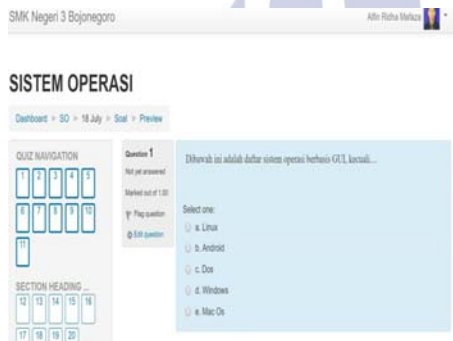 SMK Negeri 3 Bojonegoro
Alfin Ridha Mefaza
SISTEM OPERASI
Dashboard > SO > 18 July > Soal > Preview
QUIZ NAVIGATION
1 2 3 4 5
6 7 8 9 10
11
SECTION HEADING ...
12 13 14 15 16
17 18 19 20
Question 1
Not yet answered
Marked out of 1.00
Flag question
Edit question
Dibawah ini adalah daftar sistem operasi berbasis GUI, kecuali....
Select one:
a. Linux
b. Android
c. Dos
d. Windows
e. Mac Os